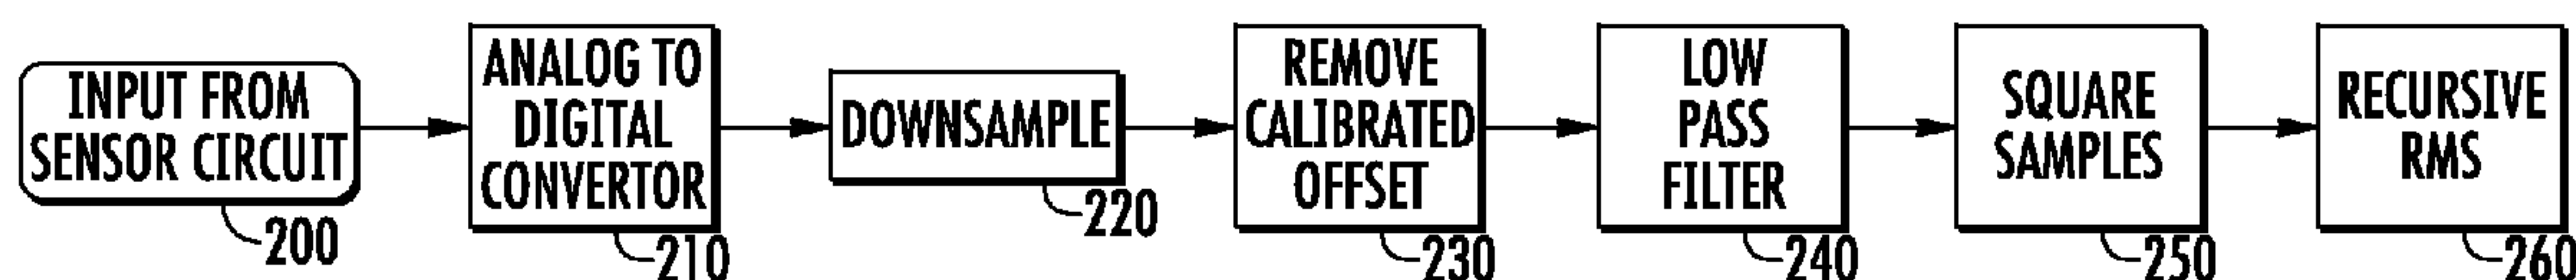 INPUT FROM
SENSOR CIRCUIT
200
ANALOG TO
DIGITAL
CONVERTOR
210
DOWNSAMPLE
220
REMOVE
CALIBRATED
OFFSET
230
LOW
PASS
FILTER
240
SQUARE
SAMPLES
250
RECURSIVE
RMS
260